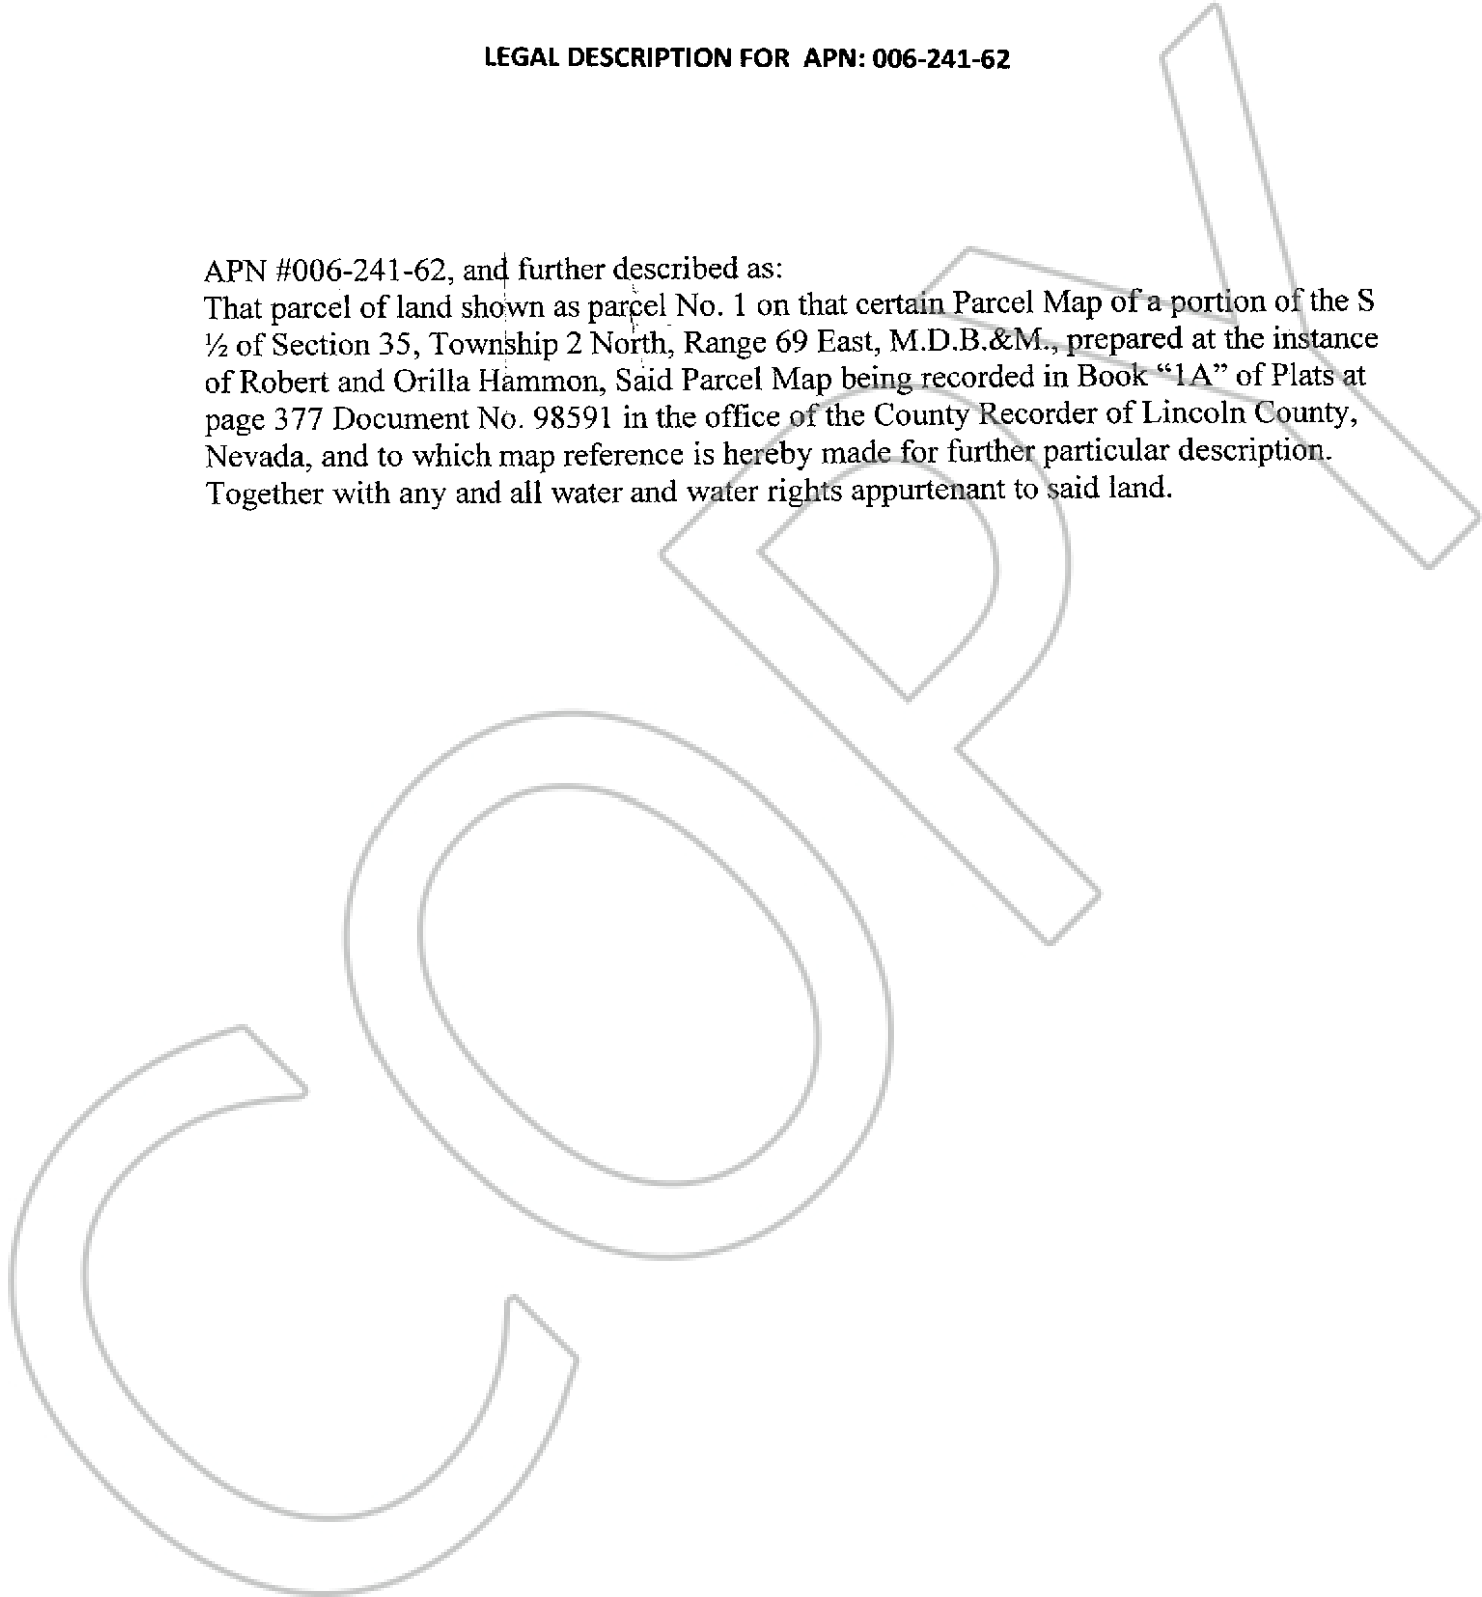 LEGAL DESCRIPTION FOR APN: 006-241-62
APN #006-241-62, and further described as:
That parcel of land shown as parcel No. 1 on that certain Parcel Map of a portion of the S
½ of Section 35, Township 2 North, Range 69 East, M.D.B.&M., prepared at the instance
of Robert and Orilla Hammon, Said Parcel Map being recorded in Book “1A” of Plats at
page 377 Document No. 98591 in the office of the County Recorder of Lincoln County,
Nevada, and to which map reference is hereby made for further particular description.
Together with any and all water and water rights appurtenant to said land.
COPY